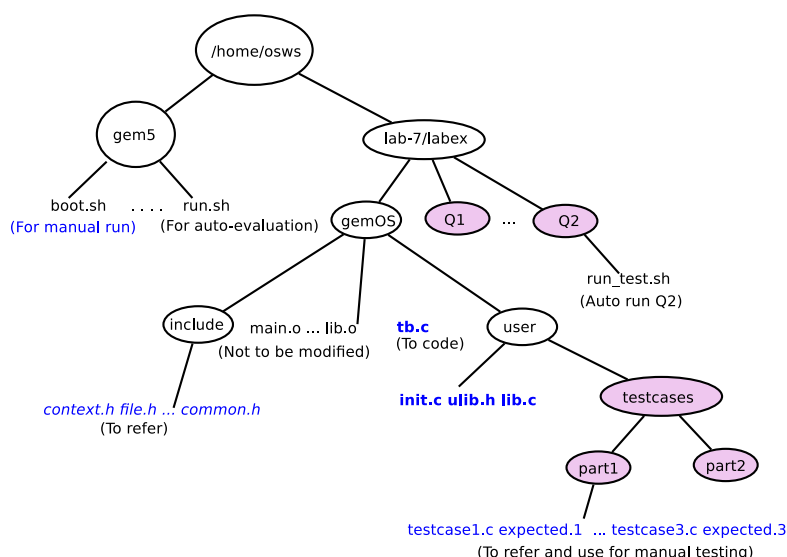 /home/osws
gem5
lab-7/labex
boot.sh . . . . run.sh
(For manual run) (For auto-evaluation)
gemOS
Q1 ... Q2
run_test.sh
(Auto run Q2)
include
main.o ... lib.o
(Not to be modified)
tb.c
(To code)
user
context.h file.h ... common.h
(To refer)
init.c ulib.h lib.c
testcases
part1
part2
testcase1.c expected.1 ... testcase3.c expected.3
(To refer and use for manual testing)